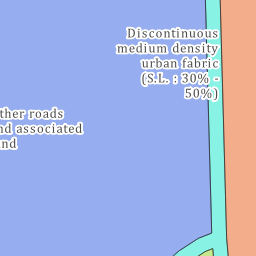 Discontinuous
medium density
urban fabric
(S.L. : 30% -
50%)
ther roads
nd associated
nd